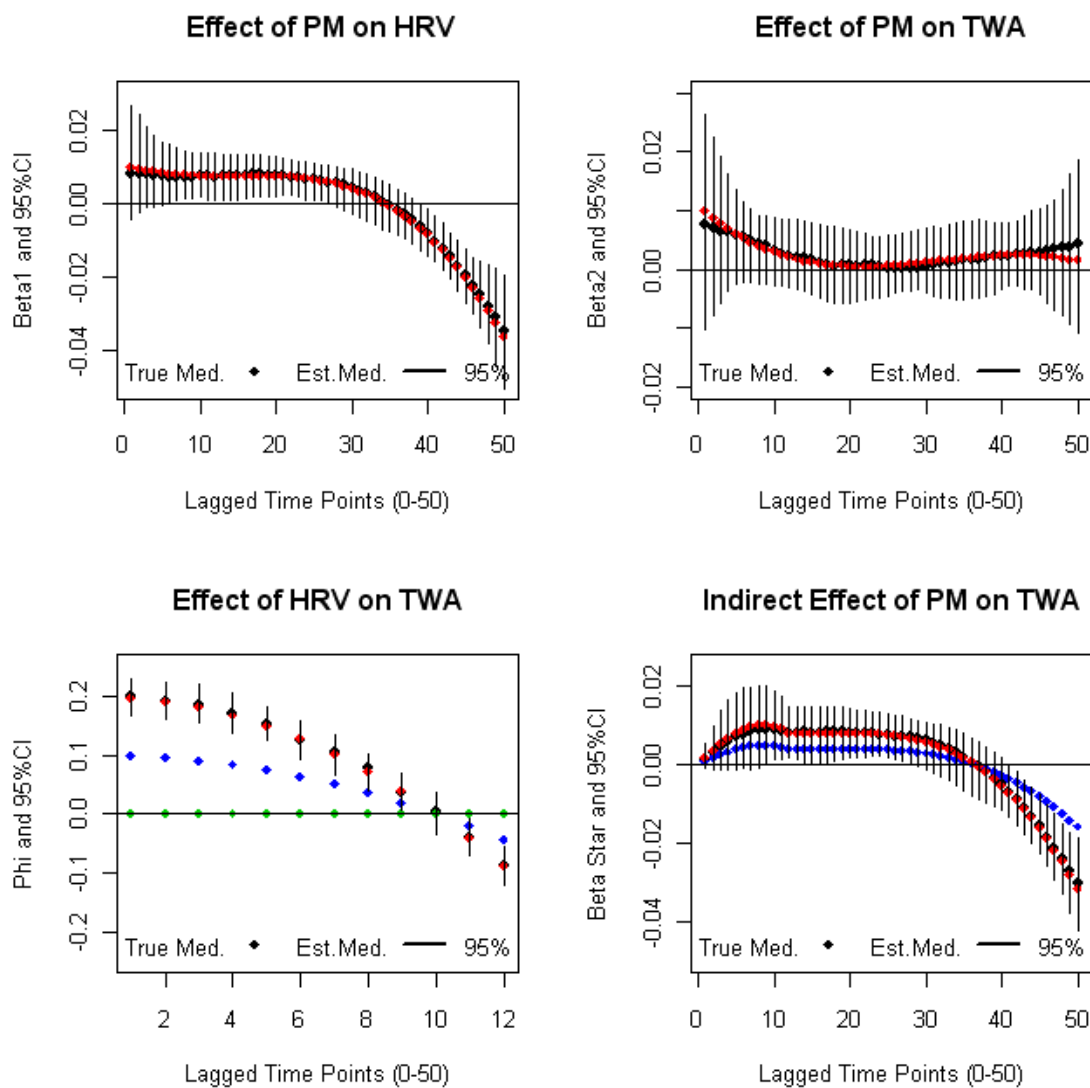 Effect of PM on HRV
Beta1 and 95%CI
0.02
0.00
-0.02
-0.04
True Med. Est.Med. 95%
0 10 20 30 40 50
Lagged Time Points (0-50)
Effect of PM on TWA
Beta2 and 95%CI
0.02
0.00
-0.02
True Med. Est.Med. 95%
0 10 20 30 40 50
Lagged Time Points (0-50)
Effect of HRV on TWA
Phi and 95%CI
0.2
0.1
0.0
-0.1
-0.2
True Med. Est.Med. 95%
2 4 6 8 10 12
Lagged Time Points (0-50)
Indirect Effect of PM on TWA
Beta Star and 95%CI
0.02
0.00
-0.02
-0.04
True Med. Est.Med. 95%
0 10 20 30 40 50
Lagged Time Points (0-50)